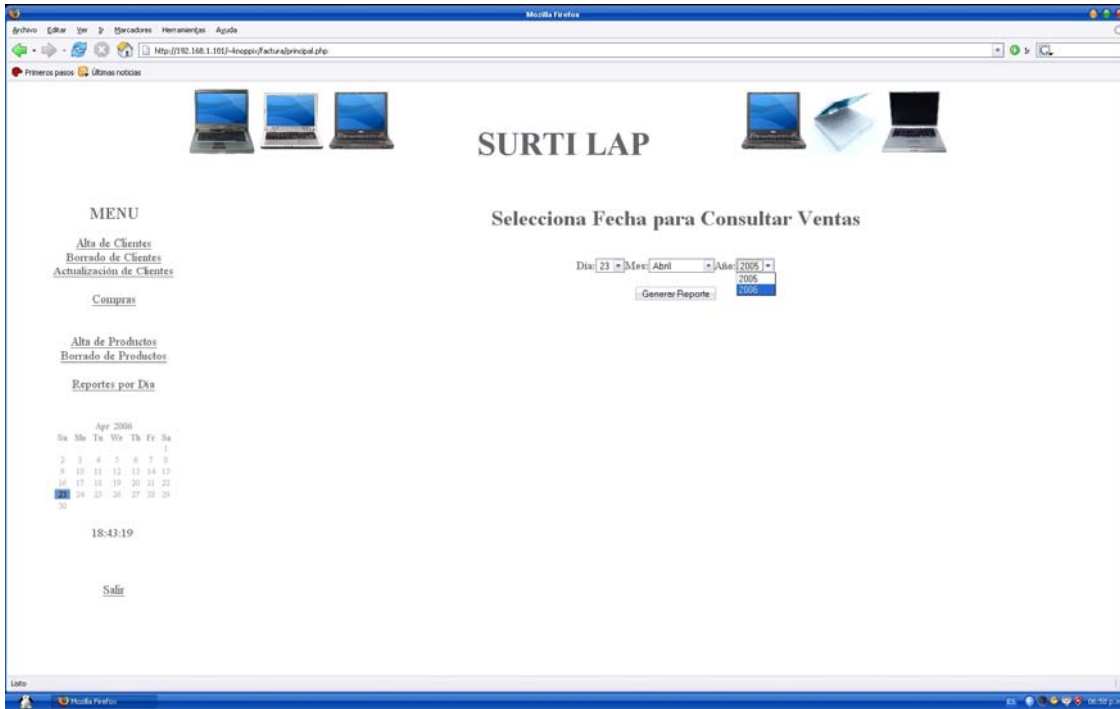 Mozilla Firefox
Archivo Editar Ver Ir Marcadores Herramientas Ayuda
http://192.168.1.101/~knoppix/factura/principal.php
Ir
Primeros pasos Últimas noticias
SURTI LAP
MENU
Alta de Clientes
Borrado de Clientes
Actualización de Clientes
Compras
Alta de Productos
Borrado de Productos
Reportes por Dia
Apr 2006
Su Mo Tu We Th Fr Sa
1
2 3 4 5 6 7 8
9 10 11 12 13 14 15
16 17 18 19 20 21 22
23 24 25 26 27 28 29
30
18:43:19
Salir
Selecciona Fecha para Consultar Ventas
Dia: 23 Mes: Abril Año: 2005
2005
2006
Generar Reporte
Listo
Mozilla Firefox
ES 06:58 p.m.